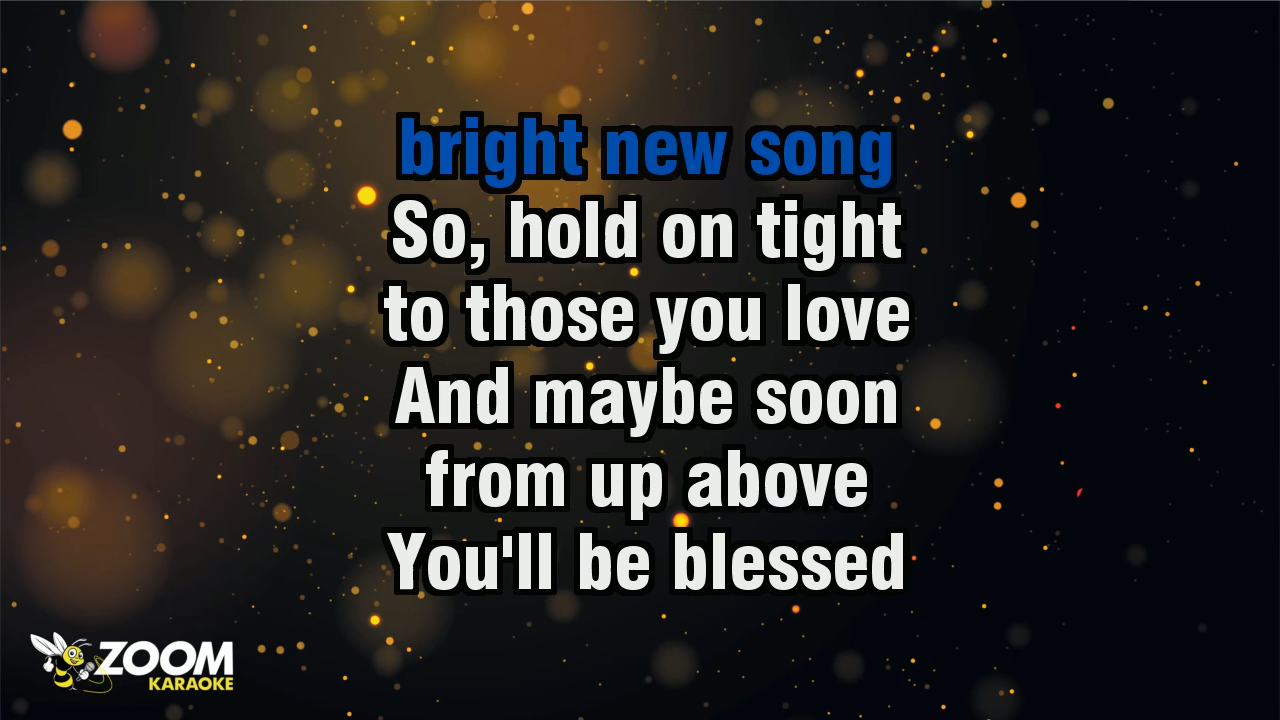 bright new song
So, hold on tight
to those you love
And maybe soon
from up above
You'll be blessed
ZOOM
KARAOKE